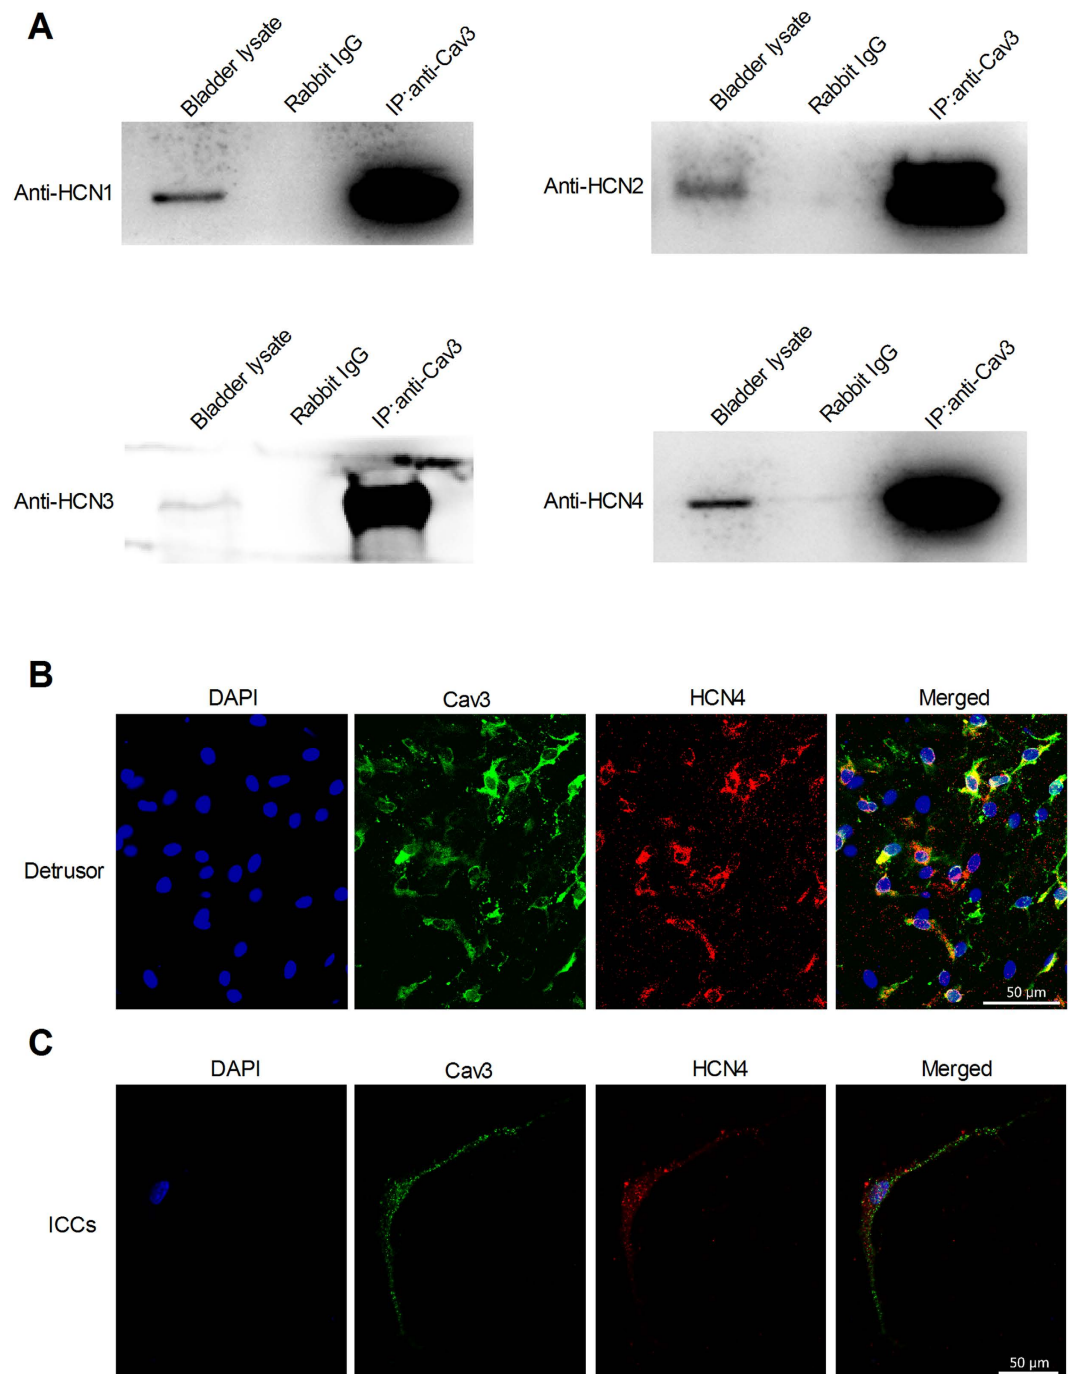 A
Bladder lysate
Rabbit IgG
IP:anti-Cav3
Anti-HCN1
Bladder lysate
Rabbit IgG
IP:anti-Cav3
Anti-HCN2
Bladder lysate
Rabbit IgG
IP:anti-Cav3
Anti-HCN3
Bladder lysate
Rabbit IgG
IP:anti-Cav3
Anti-HCN4
B
DAPI
Cav3
HCN4
Merged
Detrusor
50 μm
C
DAPI
Cav3
HCN4
Merged
ICCs
50 μm